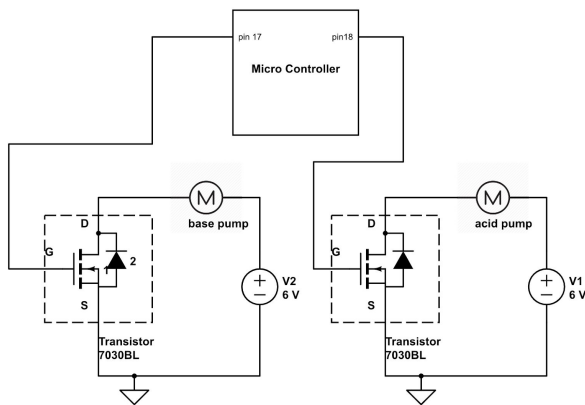 pin 17
pin18
Micro Controller
D
M
base pump
G
2
1
S
+
−
V2
6 V
Transistor
7030BL
D
M
acid pump
G
S
+
−
V1
6 V
Transistor
7030BL